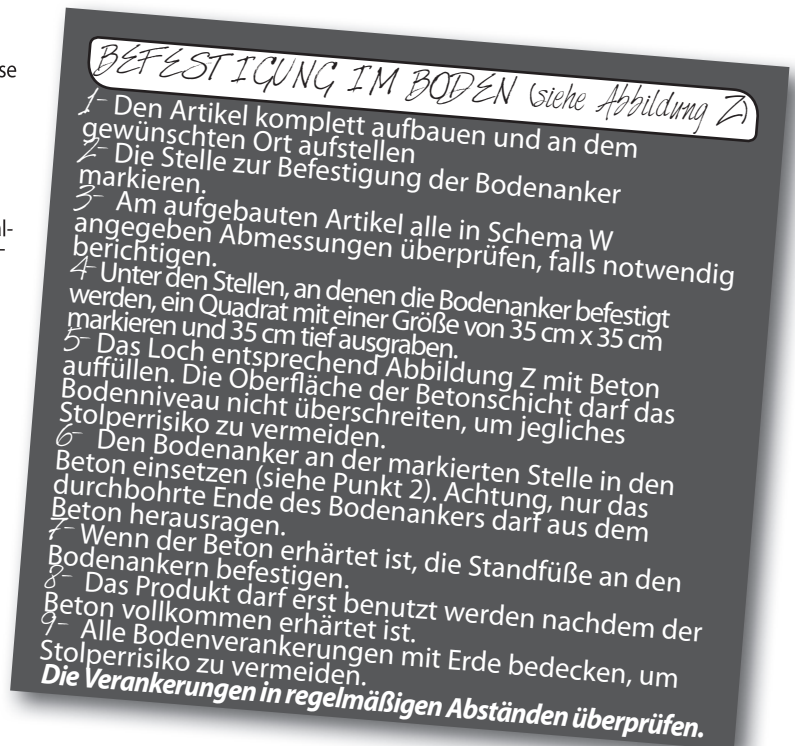 se
al-
BEFESTIGUNG IM BODEN (siehe Abbildung Z)
1- Den Artikel komplett aufbauen und an dem
gewünschten Ort aufstellen
2- Die Stelle zur Befestigung der Bodenanker
markieren.
3- Am aufgebauten Artikel alle in Schema W
angegeben Abmessungen überprüfen, falls notwendig
berichtigen.
4- Unter den Stellen, an denen die Bodenanker befestigt
werden, ein Quadrat mit einer Größe von 35 cm x 35 cm
markieren und 35 cm tief ausgraben.
5- Das Loch entsprechend Abbildung Z mit Beton
auffüllen. Die Oberfläche der Betonschicht darf das
Bodenniveau nicht überschreiten, um jegliches
Stolperrisiko zu vermeiden.
6- Den Bodenanker an der markierten Stelle in den
Beton einsetzen (siehe Punkt 2). Achtung, nur das
durchbohrte Ende des Bodenankers darf aus dem
Beton herausragen.
7- Wenn der Beton erhärtet ist, die Standfüße an den
Bodenankern befestigen.
8- Das Produkt darf erst benutzt werden nachdem der
Beton vollkommen erhärtet ist.
9- Alle Bodenverankerungen mit Erde bedecken, um
Stolperrisiko zu vermeiden.
Die Verankerungen in regelmäßigen Abständen überprüfen.